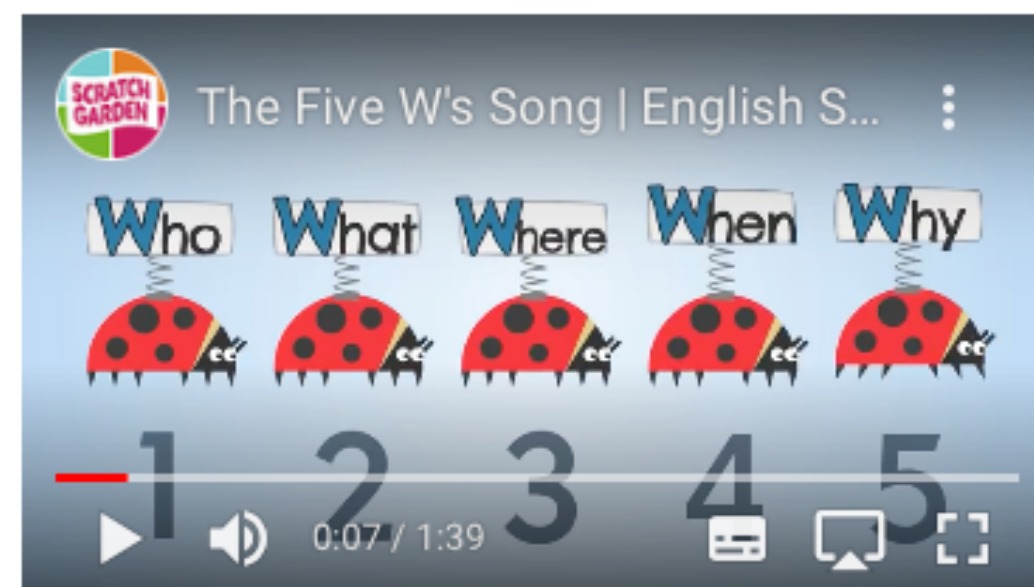 SCRATCH
GARDEN
The Five W's Song | English S...
Who What Where When Why
1 2 3 4 5
0:07 / 1:39